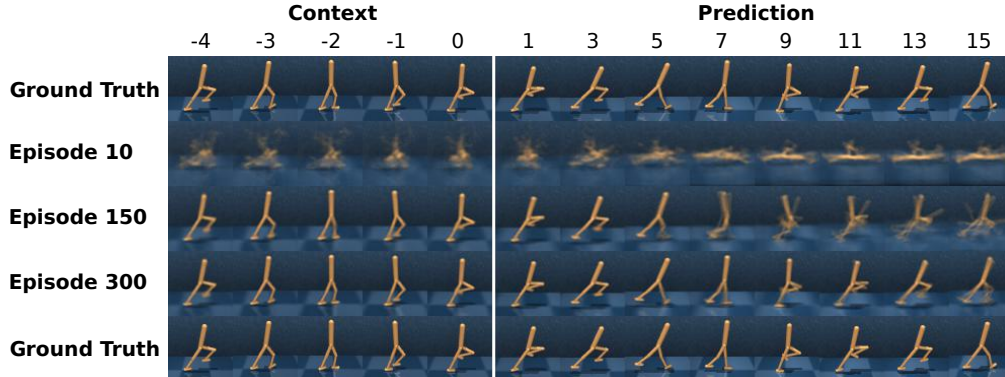 Context Prediction
-4 -3 -2 -1 0 1 3 5 7 9 11 13 15
Ground Truth
Episode 10
Episode 150
Episode 300
Ground Truth